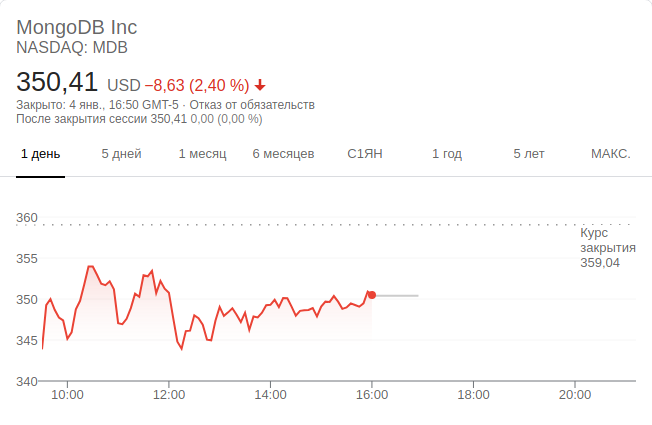 MongoDB Inc
NASDAQ: MDB
350,41 USD −8,63 (2,40 %)
Закрыто: 4 янв., 16:50 GMT-5 · Отказ от обязательств
После закрытия сессии 350,41 0,00 (0,00 %)
1 день 5 дней 1 месяц 6 месяцев С1ЯН 1 год 5 лет МАКС.
360
Курс
закрытия
359,04
355
350
345
340
10:00 12:00 14:00 16:00 18:00 20:00